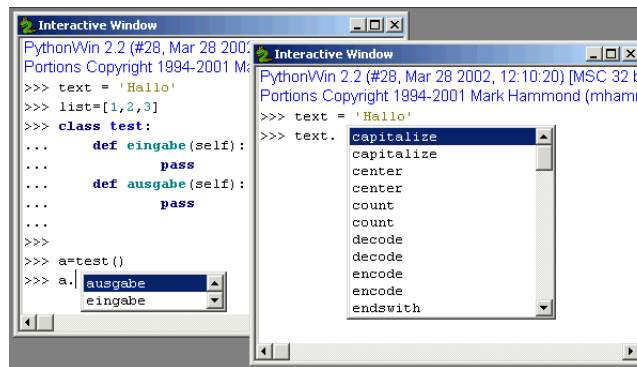 Interactive Window
PythonWin 2.2 (#28, Mar 28 2002
Portions Copyright 1994-2001 Ma
>>> text = 'Hallo'
>>> list=[1,2,3]
>>> class test:
... def eingabe(self):
... pass
... def ausgabe(self):
... pass
...
>>>
>>> a=test()
>>> a.
ausgabe
eingabe
Interactive Window
PythonWin 2.2 (#28, Mar 28 2002, 12:10:20) [MSC 32 b
Portions Copyright 1994-2001 Mark Hammond (mhamm
>>> text = 'Hallo'
>>> text.
capitalize
capitalize
center
center
count
count
decode
decode
encode
encode
endswith